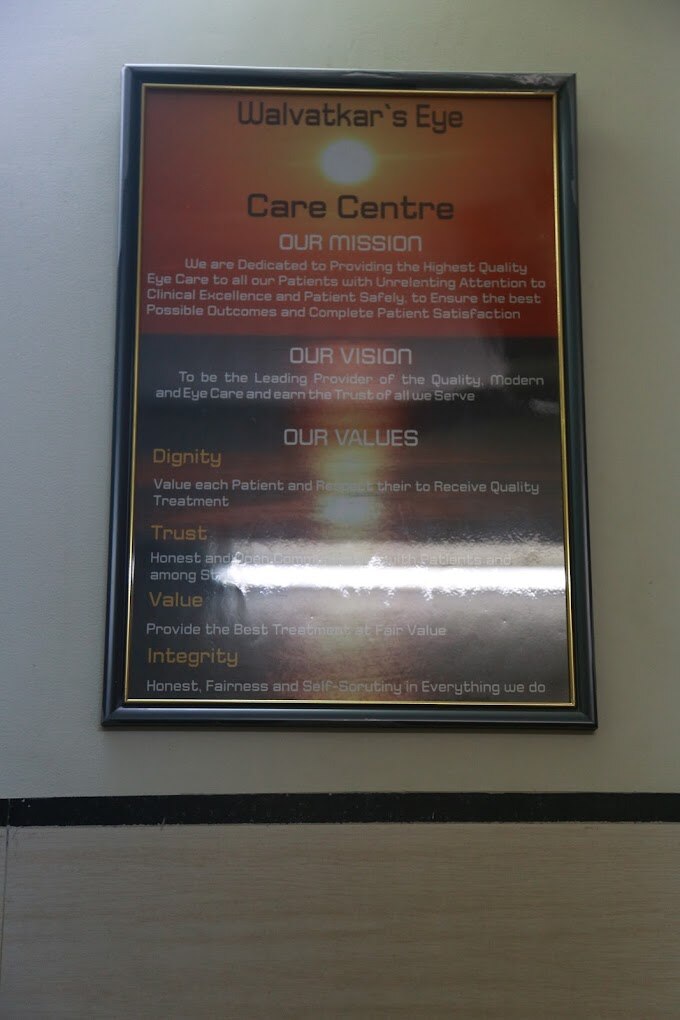 Walvatkar`s Eye
Care Centre
OUR MISSION
We are Dedicated to Providing the Highest Quality
Eye Care to all our Patients with Unrelenting Attention to
Clinical Excellence and Patient Safely, to Ensure the best
Possible Outcomes and Complete Patient Satisfaction
OUR VISION
To be the Leading Provider of the Quality, Modern
and Eye Care and earn the Trust of all we Serve
OUR VALUES
Dignity
Value each Patient and Respect their to Receive Quality
Treatment
Trust
Honest and Open with Patients and
among
Value
Provide the Best Treatment at Fair Value
Integrity
Honest, Fairness and Self-Scrutiny in Everything we do